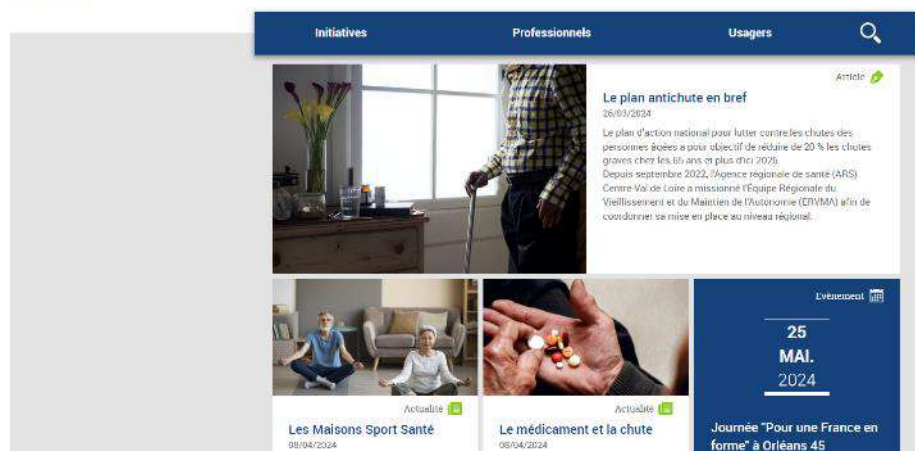 Initiatives
Professionnels
Usagers
Article
Le plan antichute en bref
26/03/2024
Le plan d'action national pour lutter contre les chutes des
personnes âgées a pour objectif de réduire de 20 % les chutes
graves chez les 65 ans et plus d'ici 2026
Depuis septembre 2022, l'Agence régionale de santé (ARS)
Centre-Val de Loire a missionné l'Équipe Régionale du
Vieillissement et du Maintien de l'Autonomie (ERVMA) afin de
coordonner sa mise en place au niveau régional.
Evènement
25
MAI.
2024
Journée "Pour une France en
forme" à Orléans 45
Actualité
Les Maisons Sport Santé
08/04/2024
Actualité
Le médicament et la chute
08/04/2024